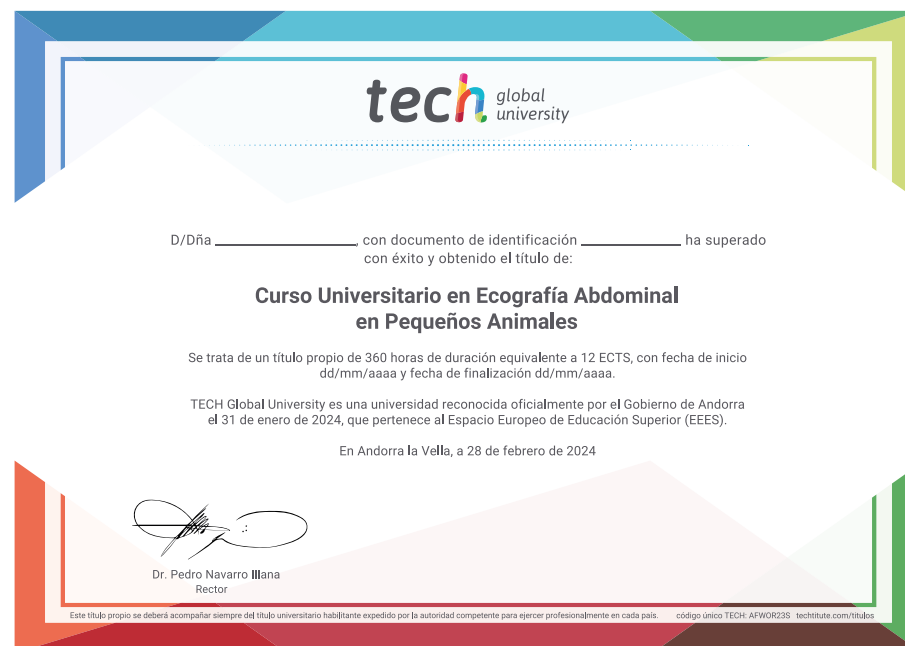 tech global
university
D/Dña , con documento de identificación ha superado
con éxito y obtenido el título de:
Curso Universitario en Ecografía Abdominal
en Pequeños Animales
Se trata de un título propio de 360 horas de duración equivalente a 12 ECTS, con fecha de inicio
dd/mm/aaaa y fecha de finalización dd/mm/aaaa.
TECH Global University es una universidad reconocida oficialmente por el Gobierno de Andorra
el 31 de enero de 2024, que pertenece al Espacio Europeo de Educación Superior (EEES).
En Andorra la Vella, a 28 de febrero de 2024
Dr. Pedro Navarro Illana
Rector
Este título propio se deberá acompañar siempre del título universitario habilitante expedido por la autoridad competente para ejercer profesionalmente en cada país. código único TECH: AFWOR23S techtitute.com/titulos